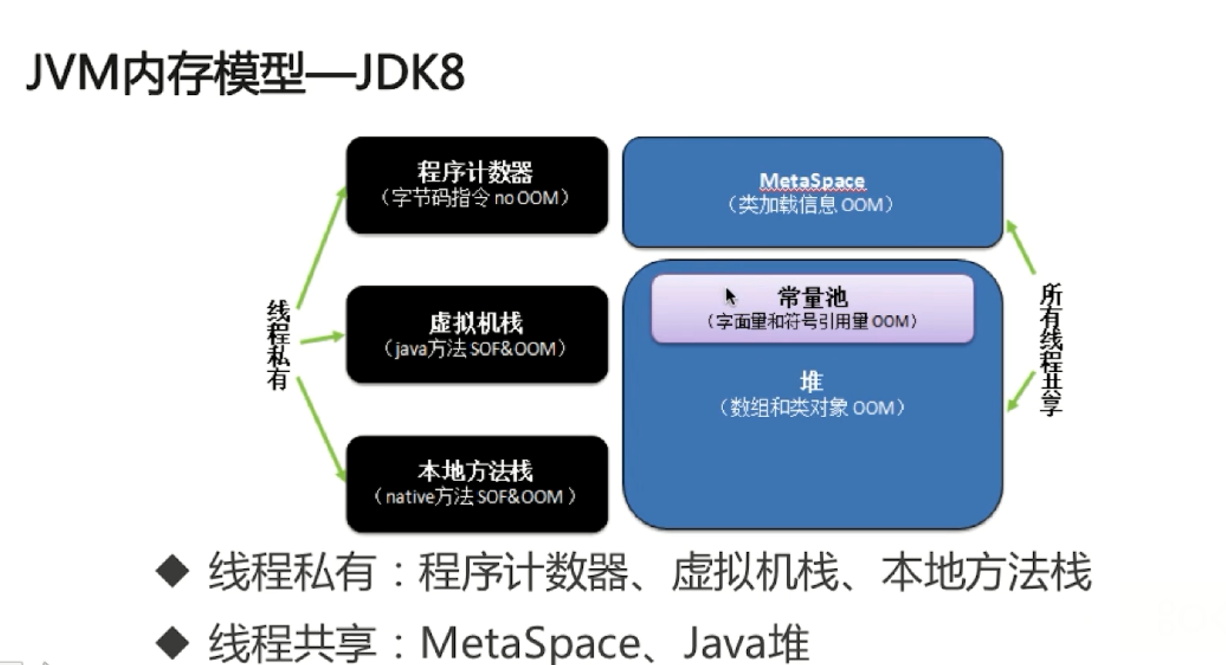 JVM内存模型—JDK8
程序计数器
（字节码指令 no OOM）
MetaSpace
（类加载信息 OOM）
线程私有
虚拟机栈
（java方法 SOF&OOM）
常量池
（字面量和符号引用量 OOM）
堆
（数组和类对象 OOM）
所有线程共享
本地方法栈
（native方法 SOF&OOM ）
◆ 线程私有：程序计数器、虚拟机栈、本地方法栈
◆ 线程共享：MetaSpace、Java堆